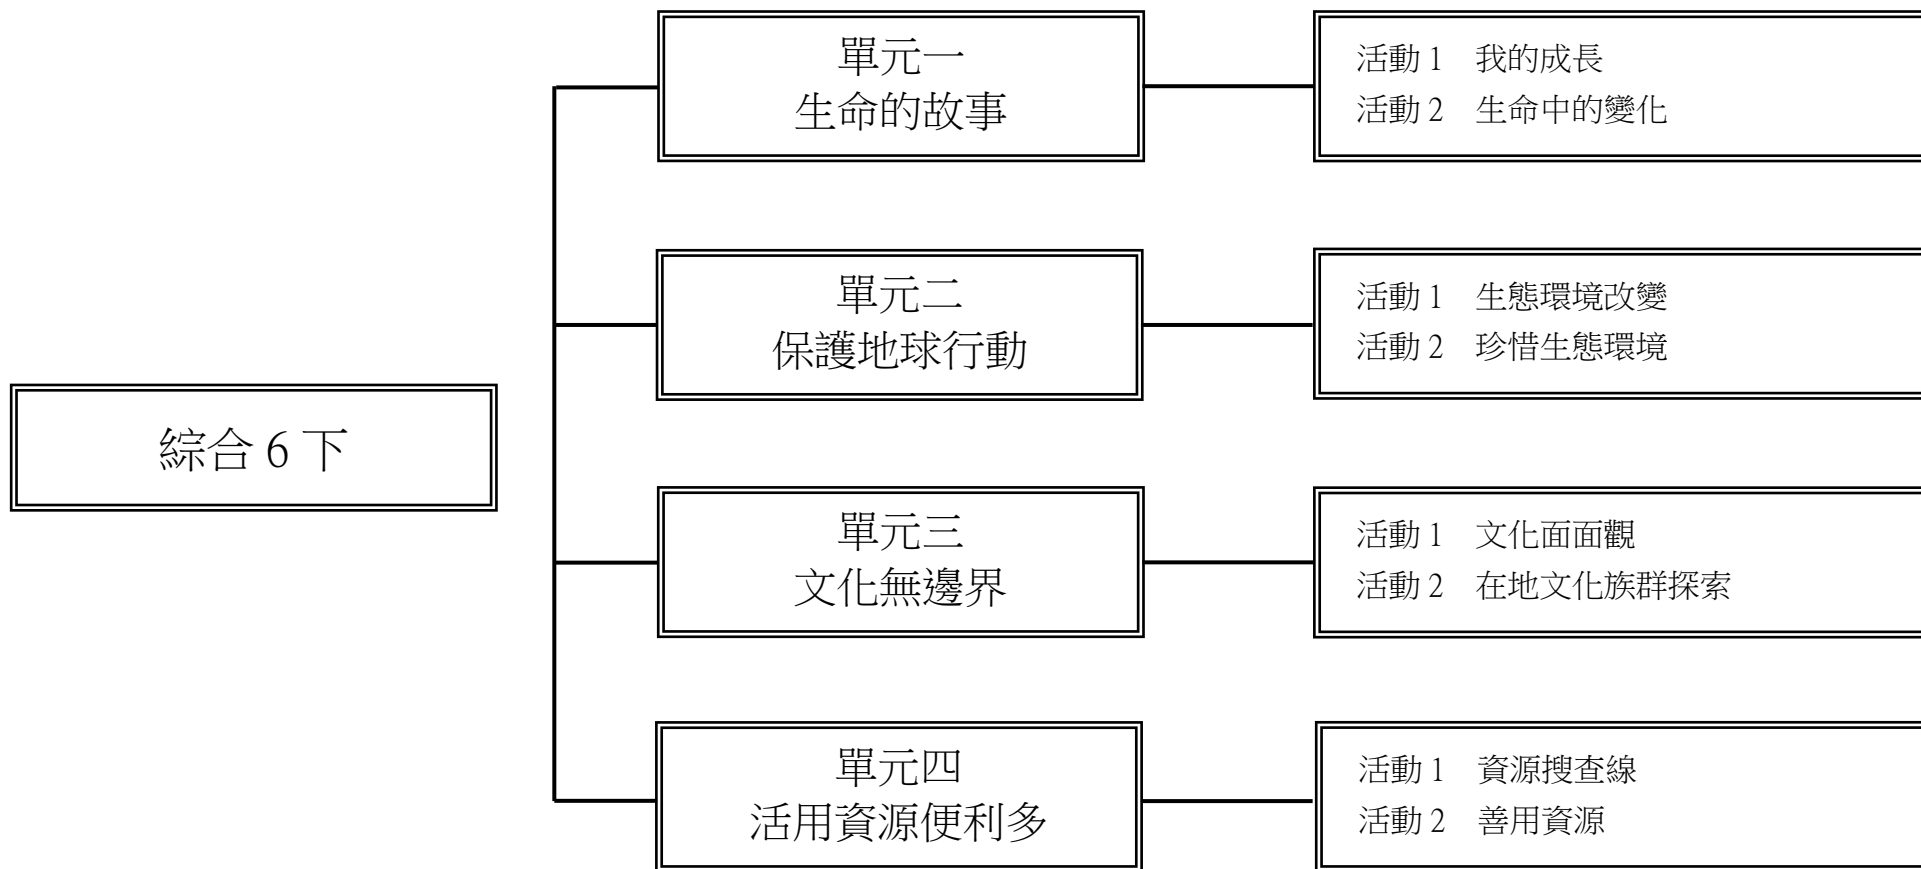 綜合 6 下
單元一
生命的故事
活動 1　我的成長
活動 2　生命中的變化
單元二
保護地球行動
活動 1　生態環境改變
活動 2　珍惜生態環境
單元三
文化無邊界
活動 1　文化面面觀
活動 2　在地文化族群探索
單元四
活用資源便利多
活動 1　資源搜查線
活動 2　善用資源